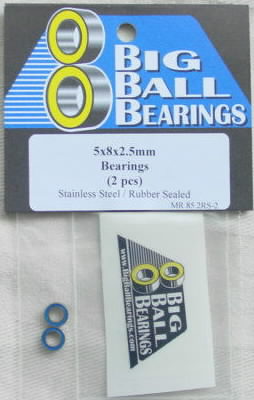 BIG
BALL
BEARINGS
5x8x2.5mm
Bearings
(2 pcs)
Stainless Steel / Rubber Sealed
MR 85 2RS-2
BIG
BALL
BEARINGS
www.BigBallBearings.com